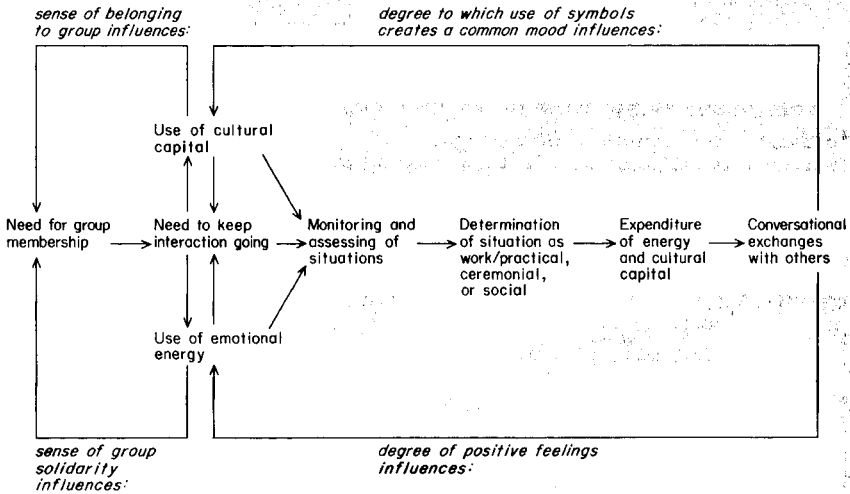 sense of belonging
to group influences:
degree to which use of symbols
creates a common mood influences:
Use of cultural
capital
Need for group
membership
Need to keep
interaction going
Monitoring and
assessing of
situations
Determination
of situation as
work/practical,
ceremonial,
or social
Expenditure
of energy
and cultural
capital
Conversational
exchanges
with others
Use of emotional
energy
sense of group
solidarity
influences:
degree of positive feelings
influences: